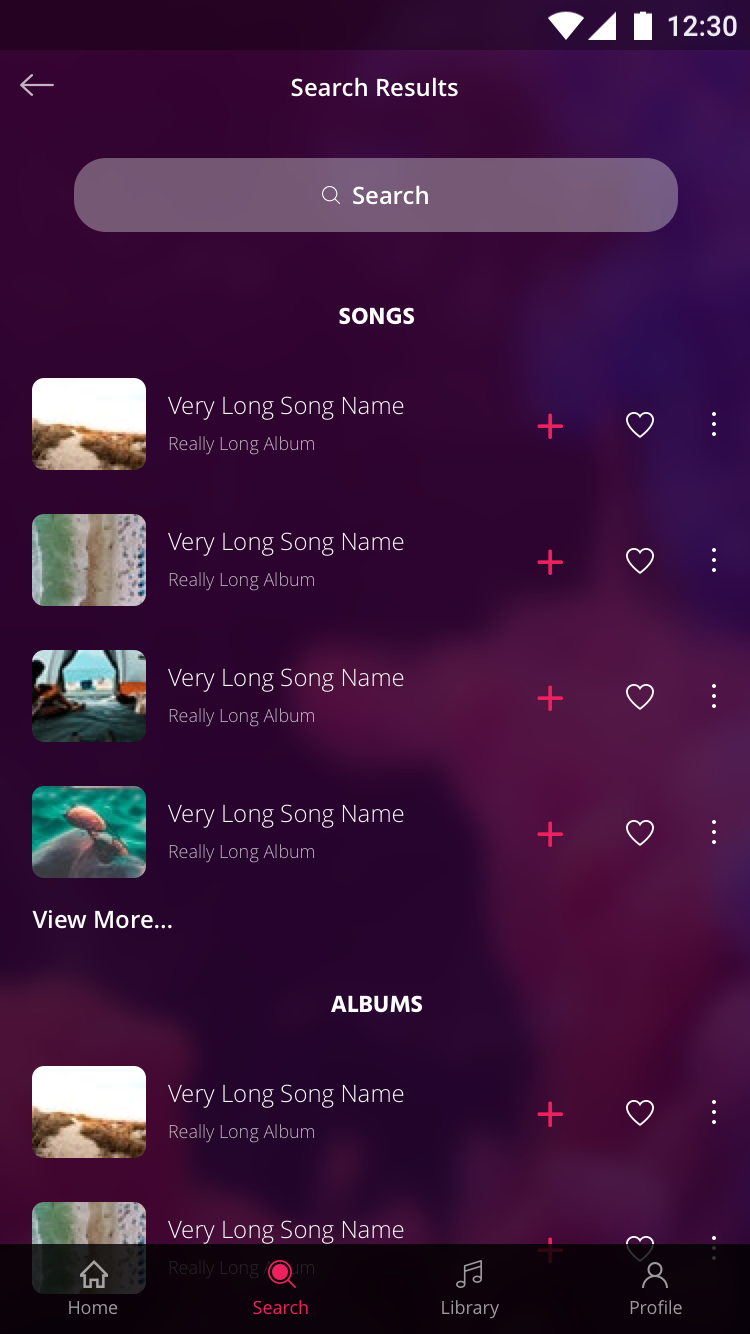 12:30
Search Results
Search
SONGS
Very Long Song Name
Really Long Album
Very Long Song Name
Really Long Album
Very Long Song Name
Really Long Album
Very Long Song Name
Really Long Album
View More...
ALBUMS
Very Long Song Name
Really Long Album
Very Long Song Name
Really Long Album
Home
Search
Library
Profile